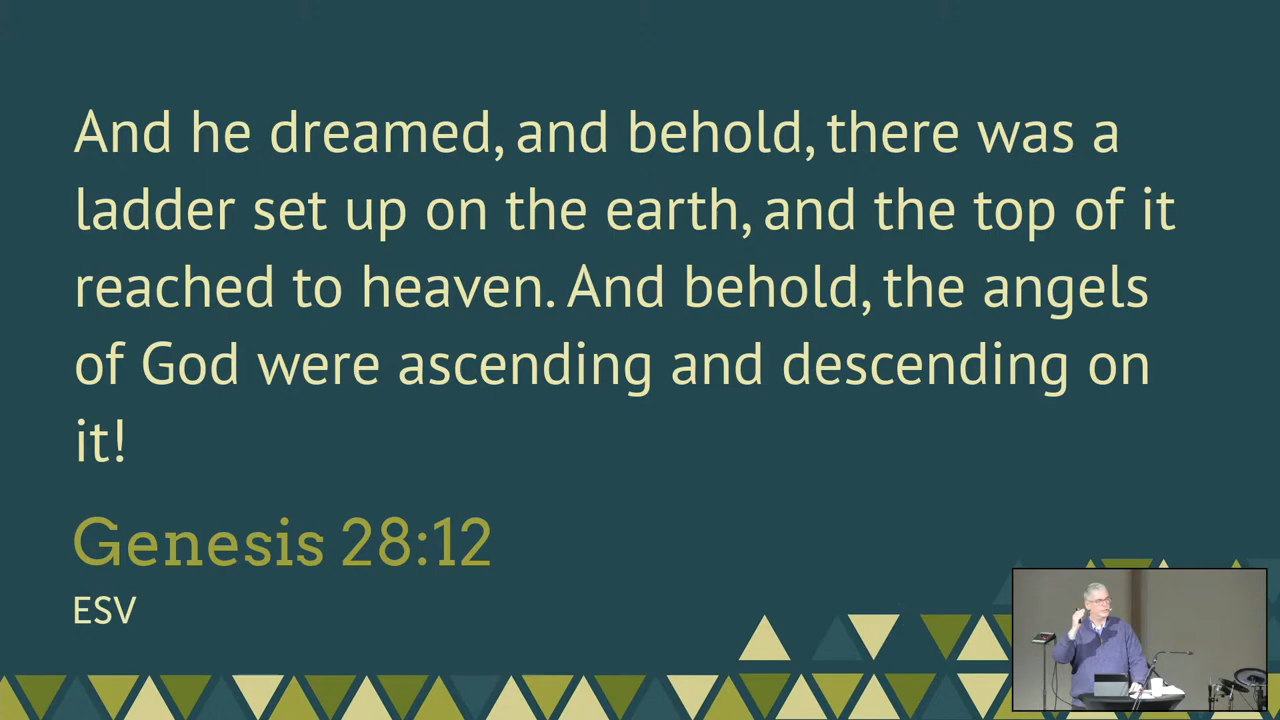 And he dreamed, and behold, there was a
ladder set up on the earth, and the top of it
reached to heaven. And behold, the angels
of God were ascending and descending on
it!
Genesis 28:12
ESV